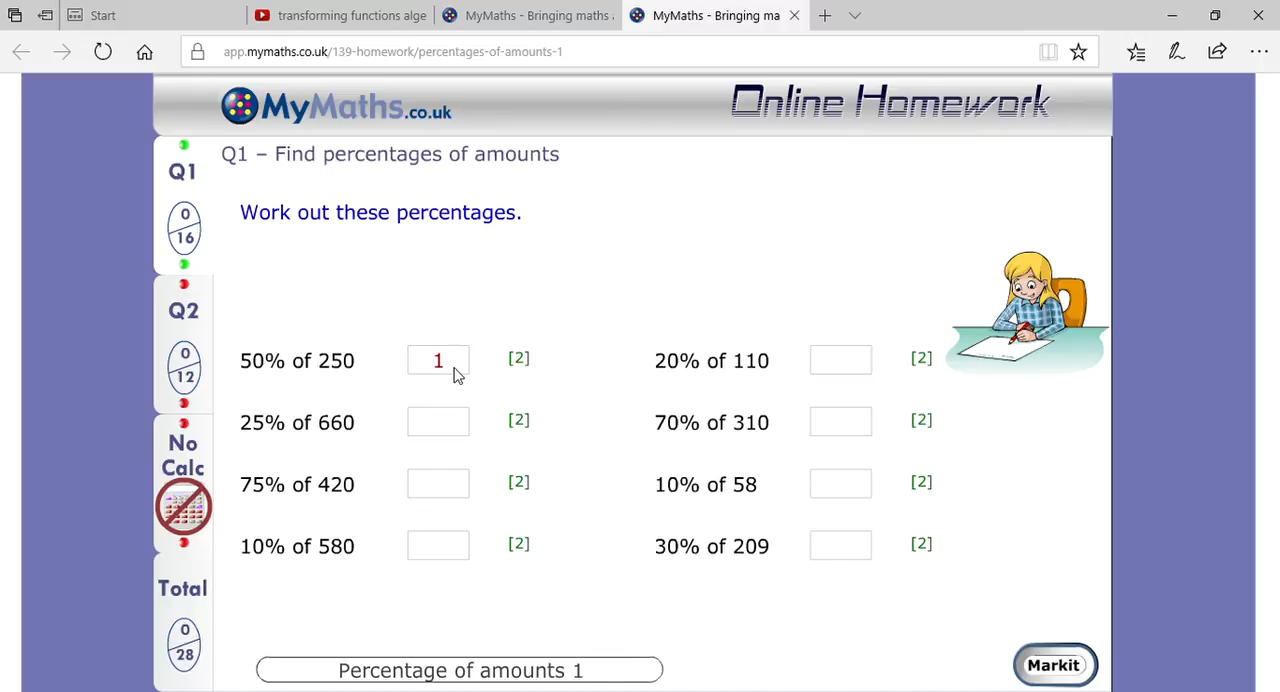 Start
transforming functions alge
MyMaths - Bringing maths
MyMaths - Bringing ma
app.mymaths.co.uk/139-homework/percentages-of-amounts-1
MyMaths.co.uk
Online Homework
Q1 – Find percentages of amounts
Work out these percentages.
Q1
0
16
Q2
0
12
No
Calc
Total
0
28
50% of 250 1 [2] 20% of 110 [2]
25% of 660 [2] 70% of 310 [2]
75% of 420 [2] 10% of 58 [2]
10% of 580 [2] 30% of 209 [2]
Percentage of amounts 1
Markit